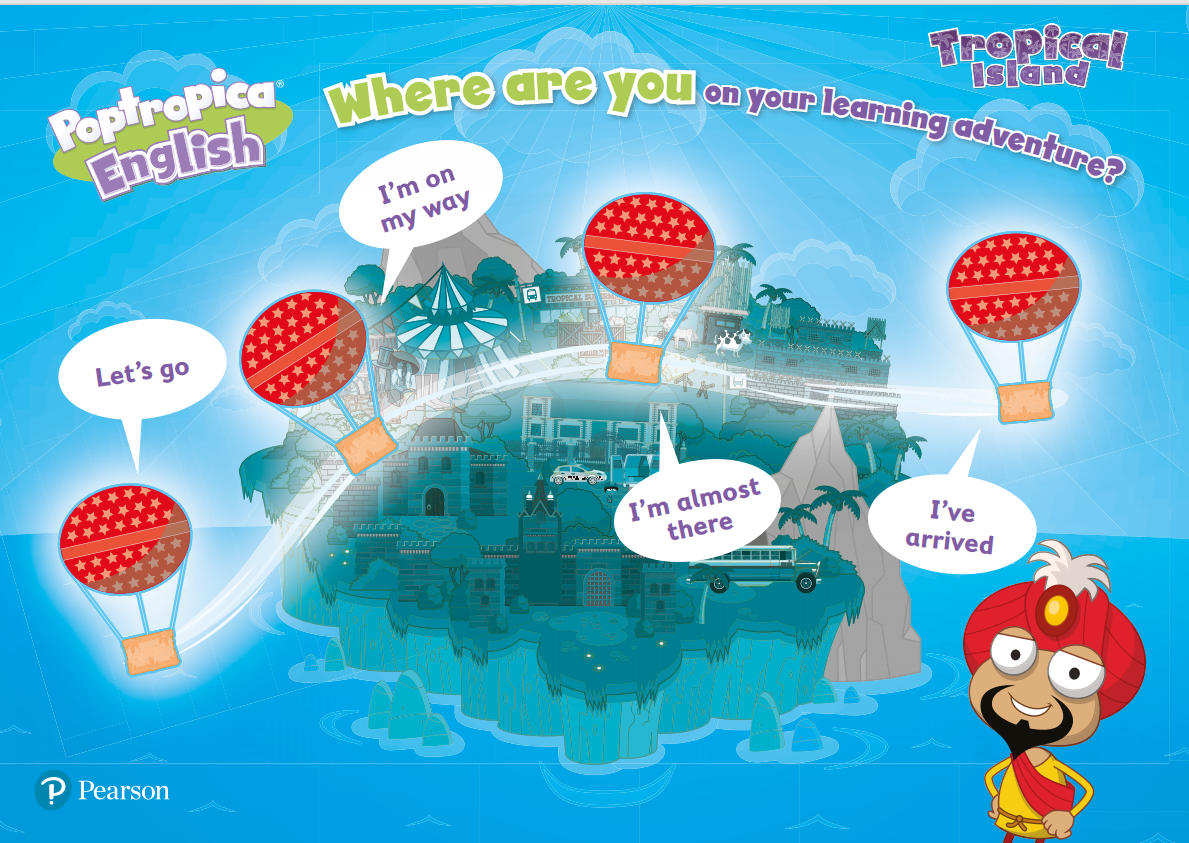 Tropical
Island
Poptropica®
English
Where are you on your learning adventure?
I'm on
my way
TROPICAL
Let's go
I'm almost
there
I've
arrived
Pearson